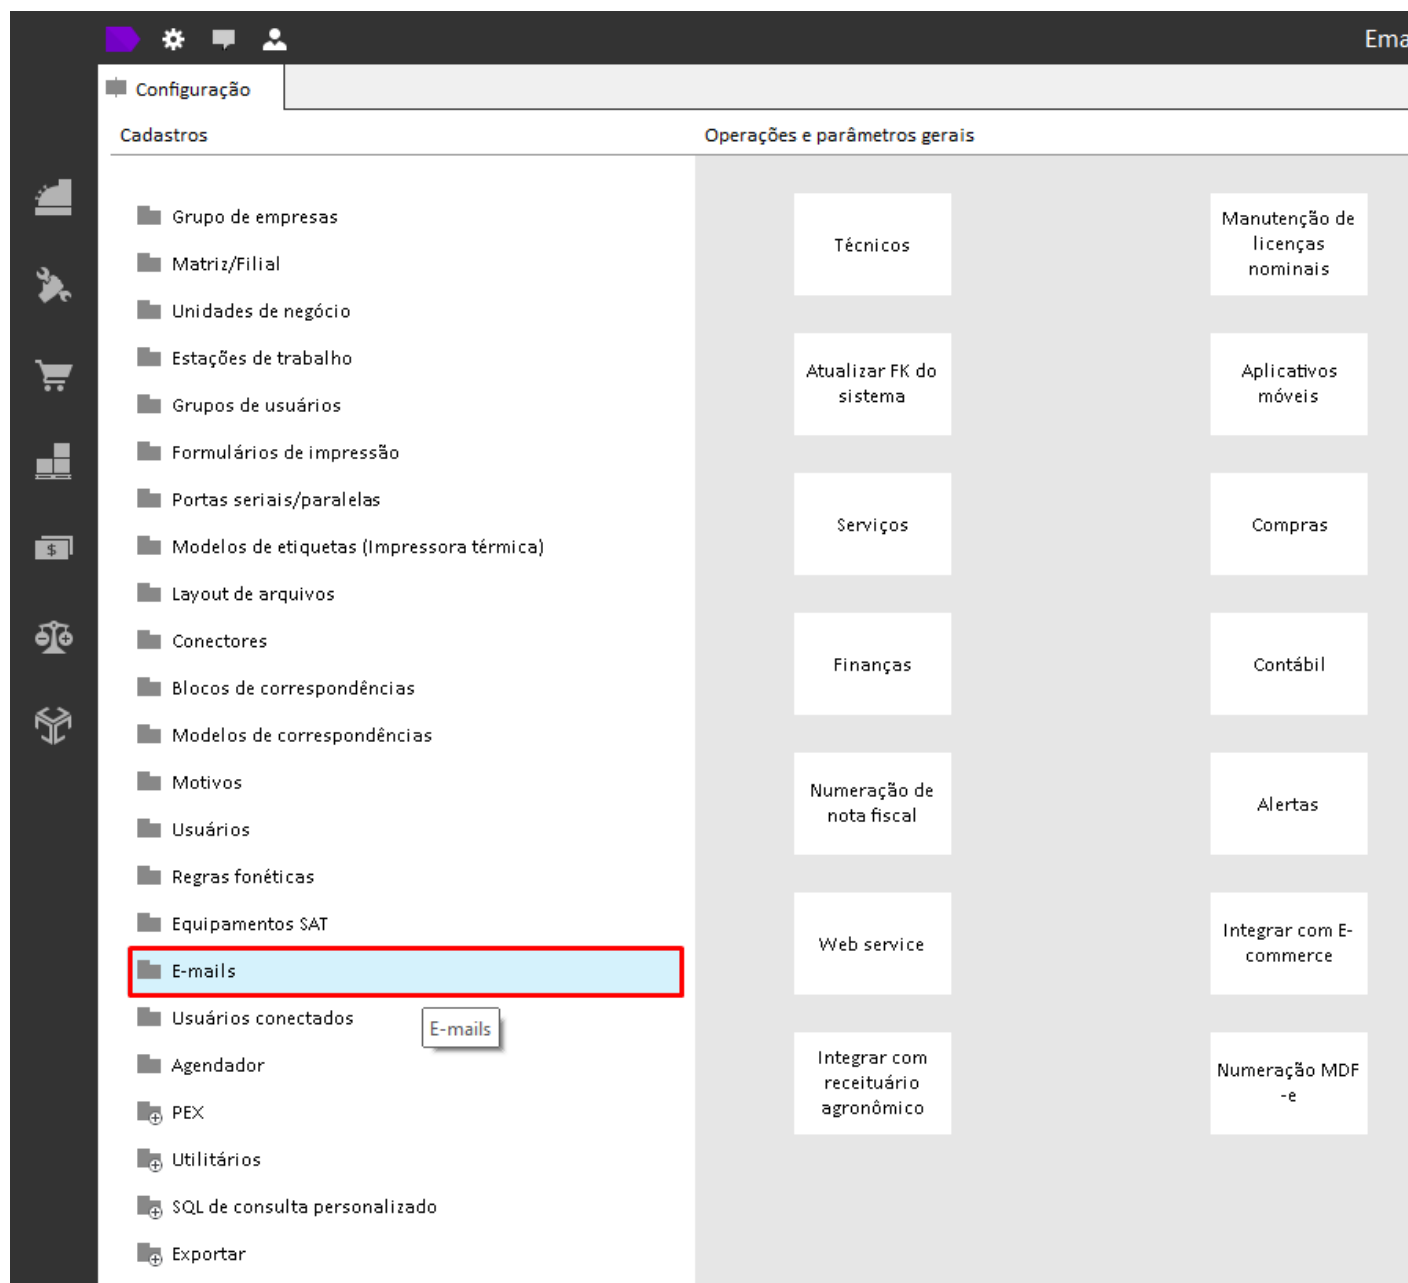 Ema
Configuração
Cadastros
Operações e parâmetros gerais
Grupo de empresas
Matriz/Filial
Unidades de negócio
Estações de trabalho
Grupos de usuários
Formulários de impressão
Portas seriais/paralelas
Modelos de etiquetas (Impressora térmica)
Layout de arquivos
Conectores
Blocos de correspondências
Modelos de correspondências
Motivos
Usuários
Regras fonéticas
Equipamentos SAT
E-mails
Usuários conectados
E-mails
Agendador
PEX
Utilitários
SQL de consulta personalizado
Exportar
Técnicos
Manutenção de
licenças
nominais
Atualizar FK do
sistema
Aplicativos
móveis
Serviços
Compras
Finanças
Contábil
Numeração de
nota fiscal
Alertas
Web service
Integrar com E-
commerce
Integrar com
receituário
agronômico
Numeração MDF
-e